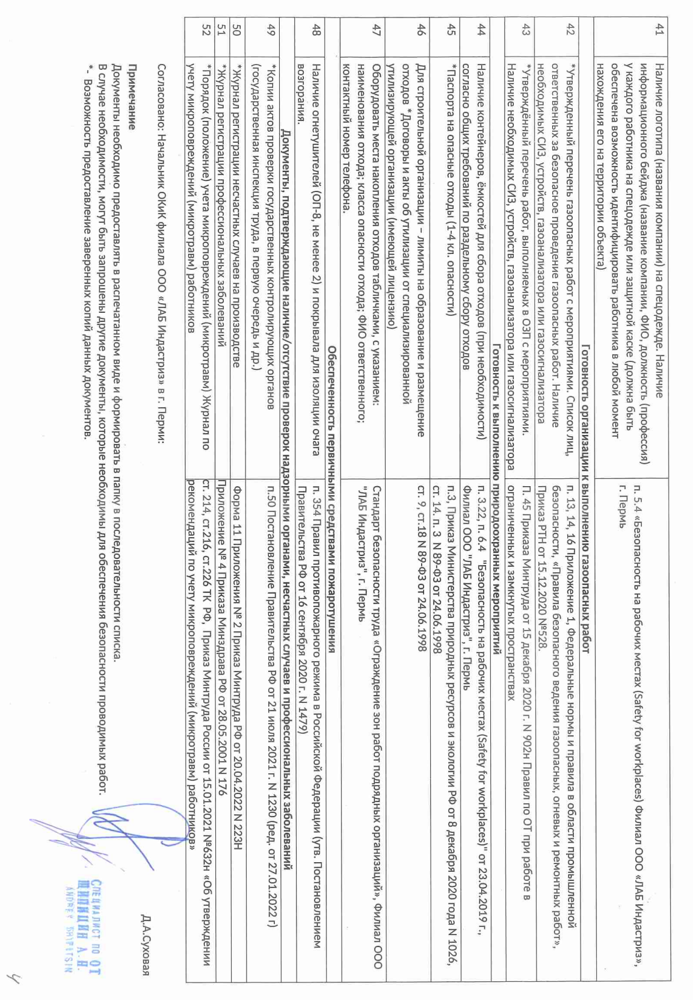 41
Наличие логотипа (названия компании) на спецодежде. Наличие
информационного бейджа (название компании, ФИО, должность (профессия)
у каждого работника на спецодежде или защитной каске (должна быть
обеспечена возможность идентифицировать работника в любой момент
нахождения его на территории объекта)
п. 5.4 «Безопасность на рабочих местах (Safety for workplaces) Филиал ООО «ЛАБ Индастриз»,
г. Пермь
Готовность организации к выполнению газоопасных работ
42
*Утвержденный перечень газоопасных работ с мероприятиями. Список лиц,
ответственных за безопасное проведение газоопасных работ. Наличие
необходимых СИЗ, устройств, газоанализатора или газосигнализатора
п. 13, 14, 16 Приложение 1, Федеральные нормы и правила в области промышленной
безопасности, «Правила безопасного ведения газоопасных, огневых и ремонтных работ»,
Приказ РТН от 15.12.2020 №528.
43
*Утверждённый перечень работ, выполняемых в ОЗП с мероприятиями.
Наличие необходимых СИЗ, устройств, газоанализатора или газосигнализатора
П. 45 Приказа Минтруда от 15 декабря 2020 г. N 902н Правил по ОТ при работе в
ограниченных и замкнутых пространствах
Готовность к выполнению природоохранных мероприятий
44
Наличие контейнеров, ёмкостей для сбора отходов (при необходимости)
согласно общих требований по раздельному сбору отходов
п. 3.22, п. 6.4 "Безопасность на рабочих местах (Safety for workplaces)" от 23.04.2019 г.,
Филиал ООО "ЛАБ Индастриз", г. Пермь
45
*Паспорта на опасные отходы (1-4 кл. опасности)
п.3, Приказ Министерства природных ресурсов и экологии РФ от 8 декабря 2020 года N 1026,
ст. 14. п. 3 N 89-ФЗ от 24.06.1998
46
Для строительной организации – лимиты на образование и размещение
отходов *Договоры и акты об утилизации от специализированной
утилизирующей организации (имеющей лицензию)
ст. 9, ст.18 N 89-ФЗ от 24.06.1998
47
Оборудовать места накопления отходов табличками, с указанием:
наименования отхода; класса опасности отхода; ФИО ответственного;
контактный номер телефона.
Стандарт безопасности труда «Ограждение зон работ подрядных организаций», Филиал ООО
"ЛАБ Индастриз", г. Пермь
Обеспеченность первичными средствами пожаротушения
48
Наличие огнетушителей (ОП-8, не менее 2) и покрывала для изоляции очага
возгорания.
п. 354 Правил противопожарного режима в Российской Федерации (утв. Постановлением
Правительства РФ от 16 сентября 2020 г. N 1479)
Документы, подтверждающие наличие/отсутствие проверок надзорными органами, несчастных случаев и профессиональных заболеваний
49
*Копии актов проверки государственных контролирующих органов
(государственная инспекция труда, в первую очередь и др.)
п.50 Постановление Правительства РФ от 21 июля 2021 г. N 1230 (ред. от 27.01.2022 г)
50
*Журнал регистрации несчастных случаев на производстве
Форма 11 Приложения № 2 Приказ Минтруда РФ от 20.04.2022 N 223Н
51
*Журнал регистрации профессиональных заболеваний
Приложение № 4 Приказа Минздрава РФ от 28.05.2001 N 176
52
*Порядок (положение) учета микроповреждений (микротравм) Журнал по
учету микроповреждений (микротравм) работников
ст. 214, ст.216, ст.226 ТК РФ, Приказ Минтруда России от 15.01.2021 №632н «Об утверждении
рекомендаций по учету микроповреждений (микротравм) работников»
Согласовано: Начальник ОКиК филиала ООО «ЛАБ Индастриз» в г. Перми:
Д.А.Суховая
Примечание
Документы необходимо предоставлять в распечатанном виде и формировать в папку в последовательности списка.
В случае необходимости, могут быть запрошены другие документы, которые необходимы для обеспечения безопасности проводимых работ.
*- Возможность предоставление заверенных копий данных документов.
СПЕЦИАЛИСТ ПО ОТ
ШИПИЦИН А.Н.
ANDREY SHIPITSIN
4